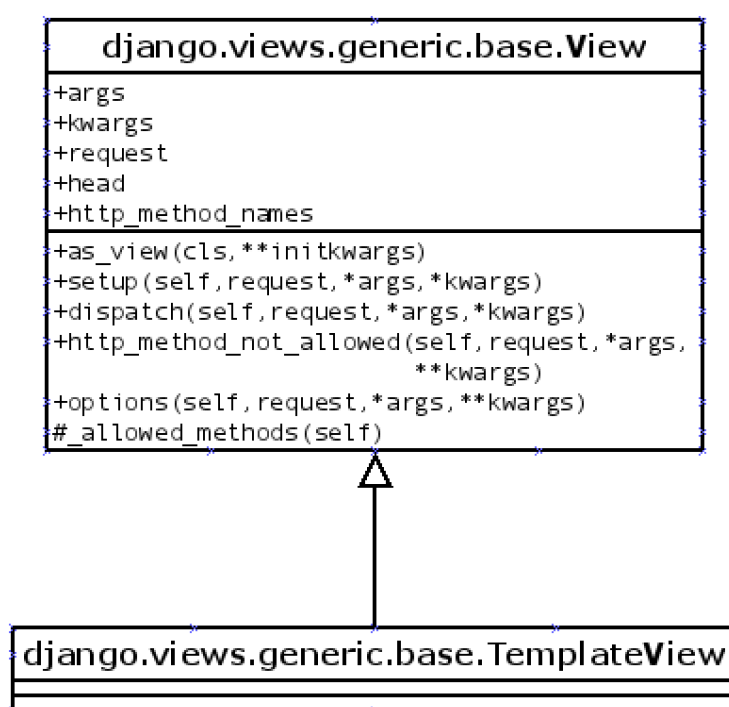 django.views.generic.base.View
+args
+kwargs
+request
+head
+http_method_names
+as_view(cls,**initkwargs)
+setup(self,request,*args,*kwargs)
+dispatch(self,request,*args,*kwargs)
+http_method_not_allowed(self,request,*args,
**kwargs)
+options(self,request,*args,**kwargs)
#_allowed_methods(self)
django.views.generic.base.TemplateView